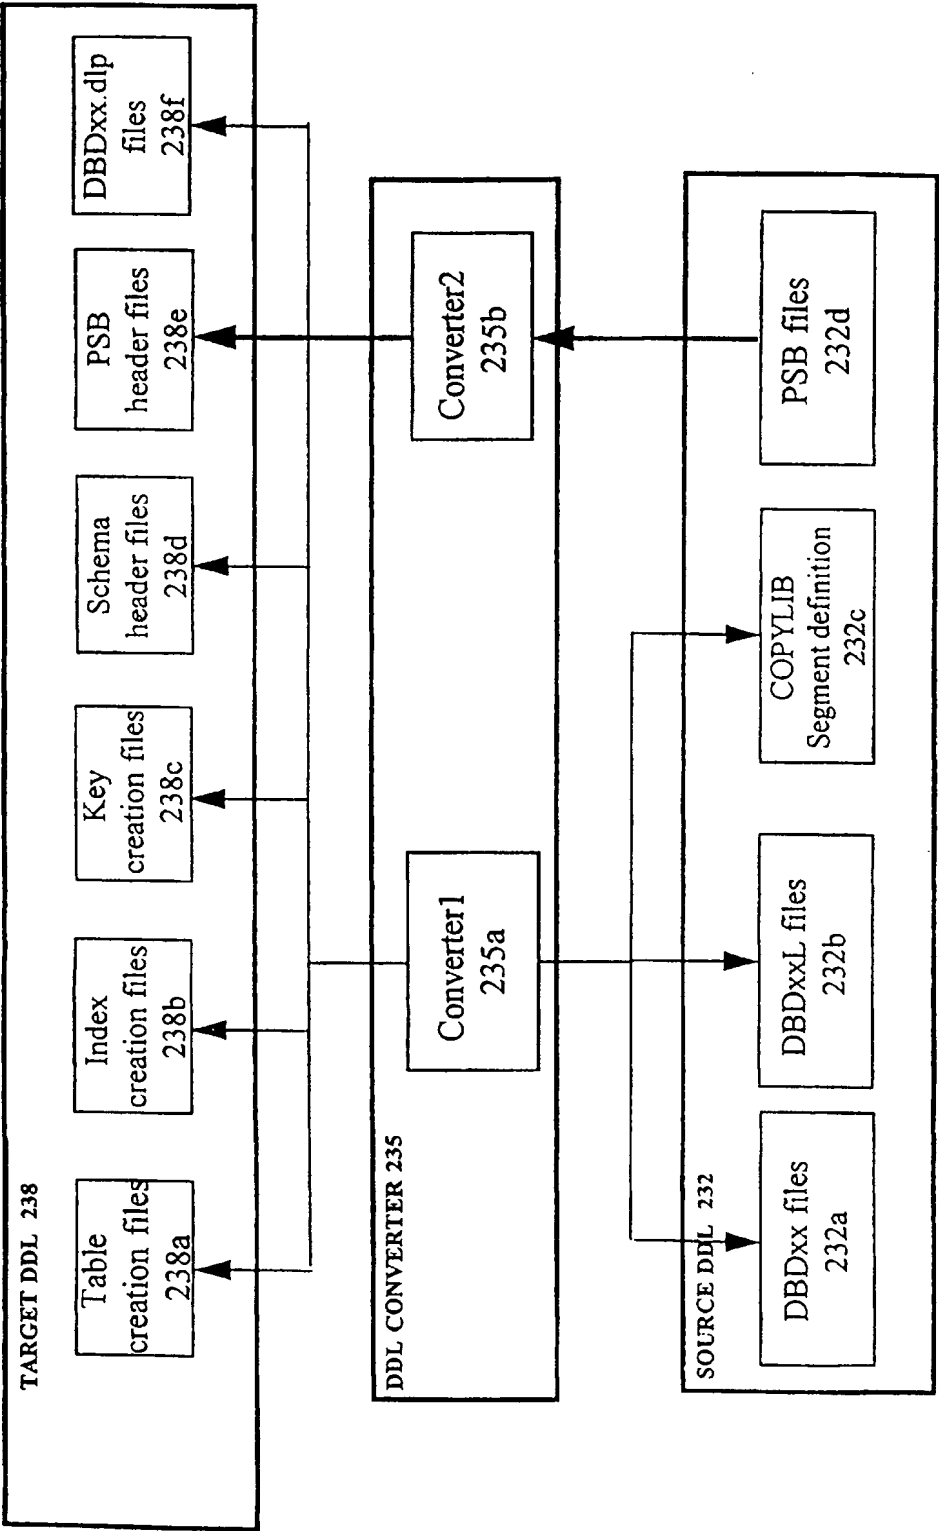 TARGET DDL 238
Table
creation files
238a
Index
creation files
238b
Key
creation files
238c
Schema
header files
238d
PSB
header files
238e
DBDxx.dlp
files
238f
DDL CONVERTER 235
Converter1
235a
Converter2
235b
SOURCE DDL 232
DBDxx files
232a
DBDxxL files
232b
COPYLIB
Segment definition
232c
PSB files
232d